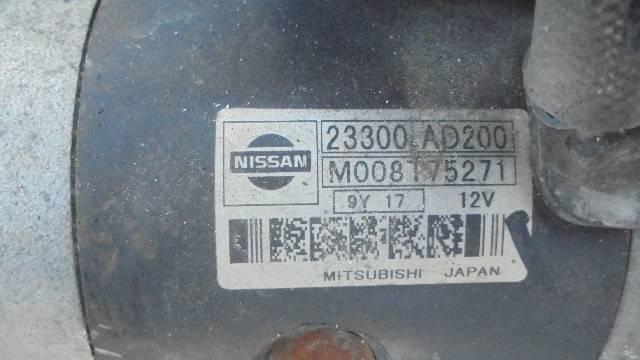 NISSAN
23300 AD200
M008T75271
9Y 17 12V
MITSUBISHI JAPAN